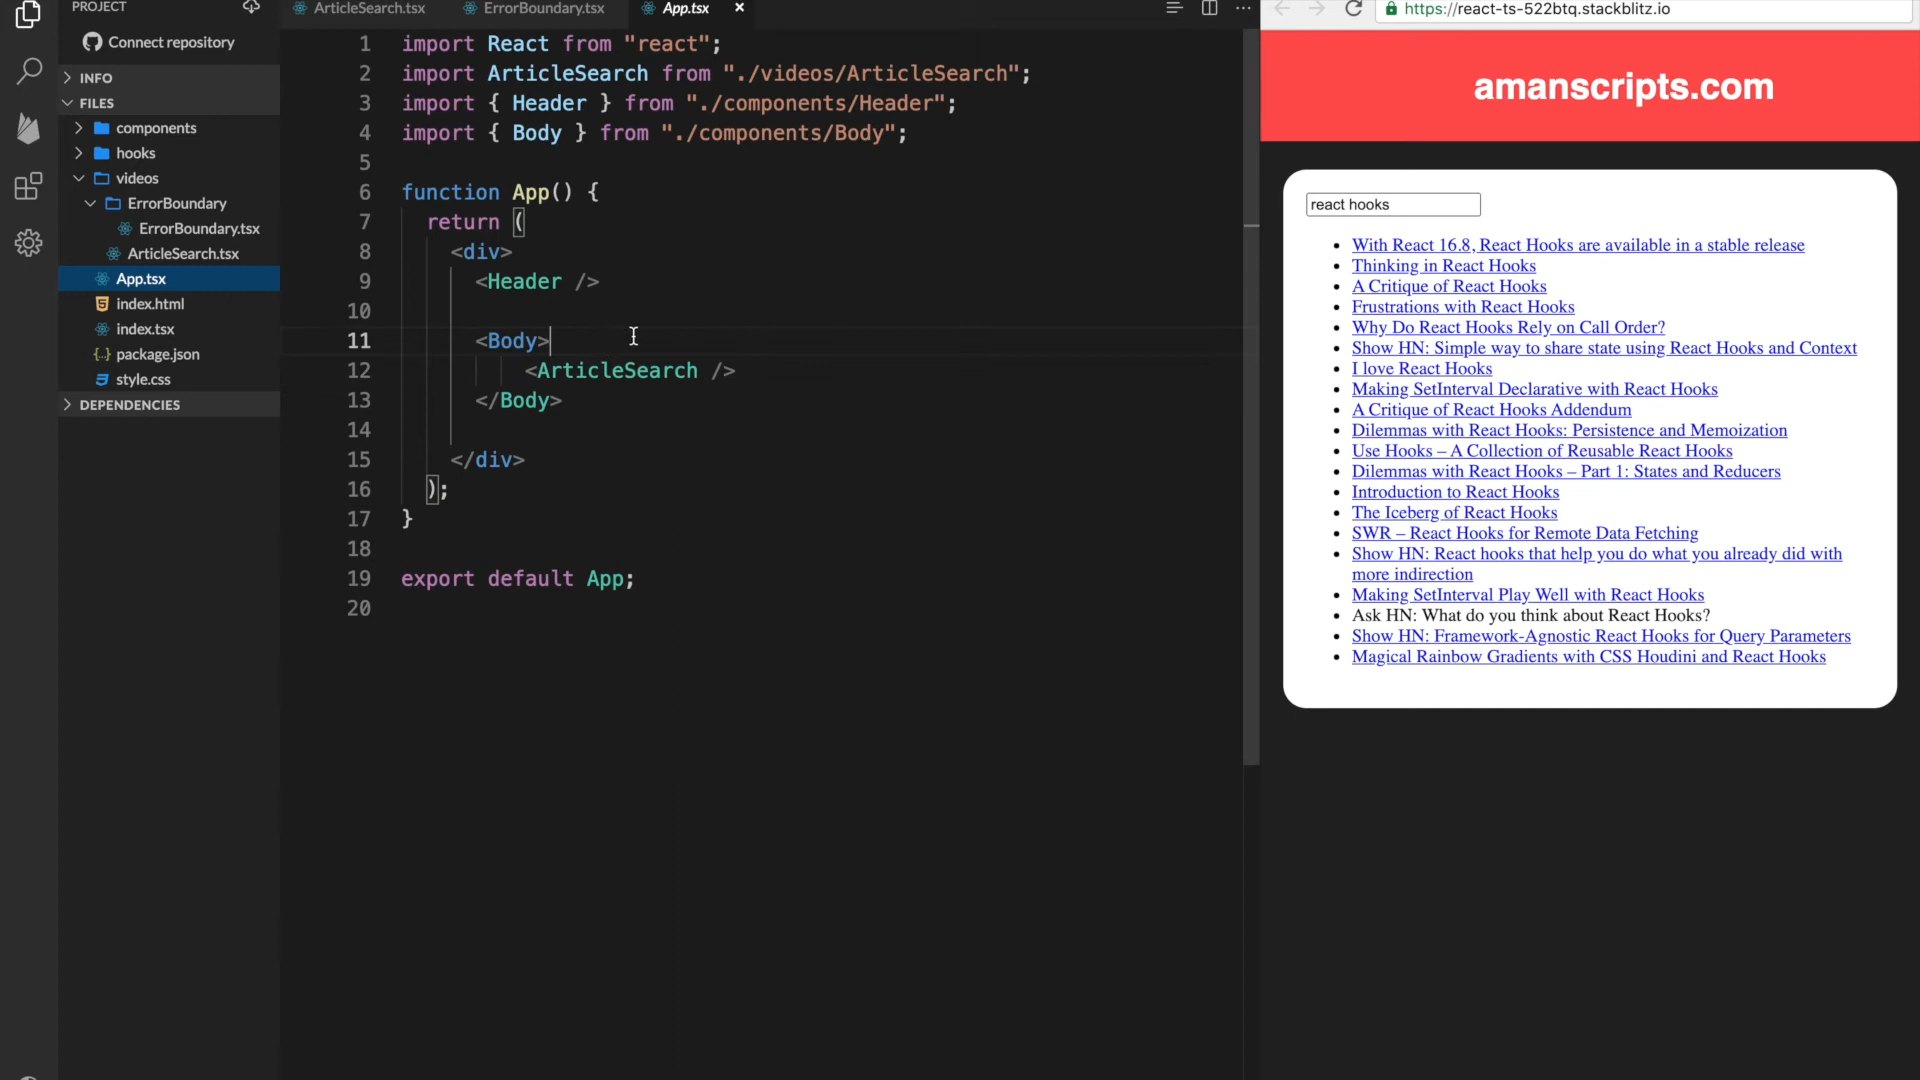 PROJECT
Connect repository
INFO
FILES
components
hooks
videos
ErrorBoundary
ErrorBoundary.tsx
ArticleSearch.tsx
App.tsx
index.html
index.tsx
package.json
style.css
DEPENDENCIES
ArticleSearch.tsx ErrorBoundary.tsx App.tsx
1 import React from "react";
2 import ArticleSearch from "./videos/ArticleSearch";
3 import { Header } from "./components/Header";
4 import { Body } from "./components/Body";
5
6 function App() {
7 return (
8 <div>
9 <Header />
10
11 <Body>
12 <ArticleSearch />
13 </Body>
14
15 </div>
16 );
17 }
18
19 export default App;
20
https://react-ts-522btq.stackblitz.io
amanscripts.com
react hooks
With React 16.8, React Hooks are available in a stable release
Thinking in React Hooks
A Critique of React Hooks
Frustrations with React Hooks
Why Do React Hooks Rely on Call Order?
Show HN: Simple way to share state using React Hooks and Context
I love React Hooks
Making SetInterval Declarative with React Hooks
A Critique of React Hooks Addendum
Dilemmas with React Hooks: Persistence and Memoization
Use Hooks – A Collection of Reusable React Hooks
Dilemmas with React Hooks – Part 1: States and Reducers
Introduction to React Hooks
The Iceberg of React Hooks
SWR – React Hooks for Remote Data Fetching
Show HN: React hooks that help you do what you already did with
more indirection
Making SetInterval Play Well with React Hooks
Ask HN: What do you think about React Hooks?
Show HN: Framework-Agnostic React Hooks for Query Parameters
Magical Rainbow Gradients with CSS Houdini and React Hooks